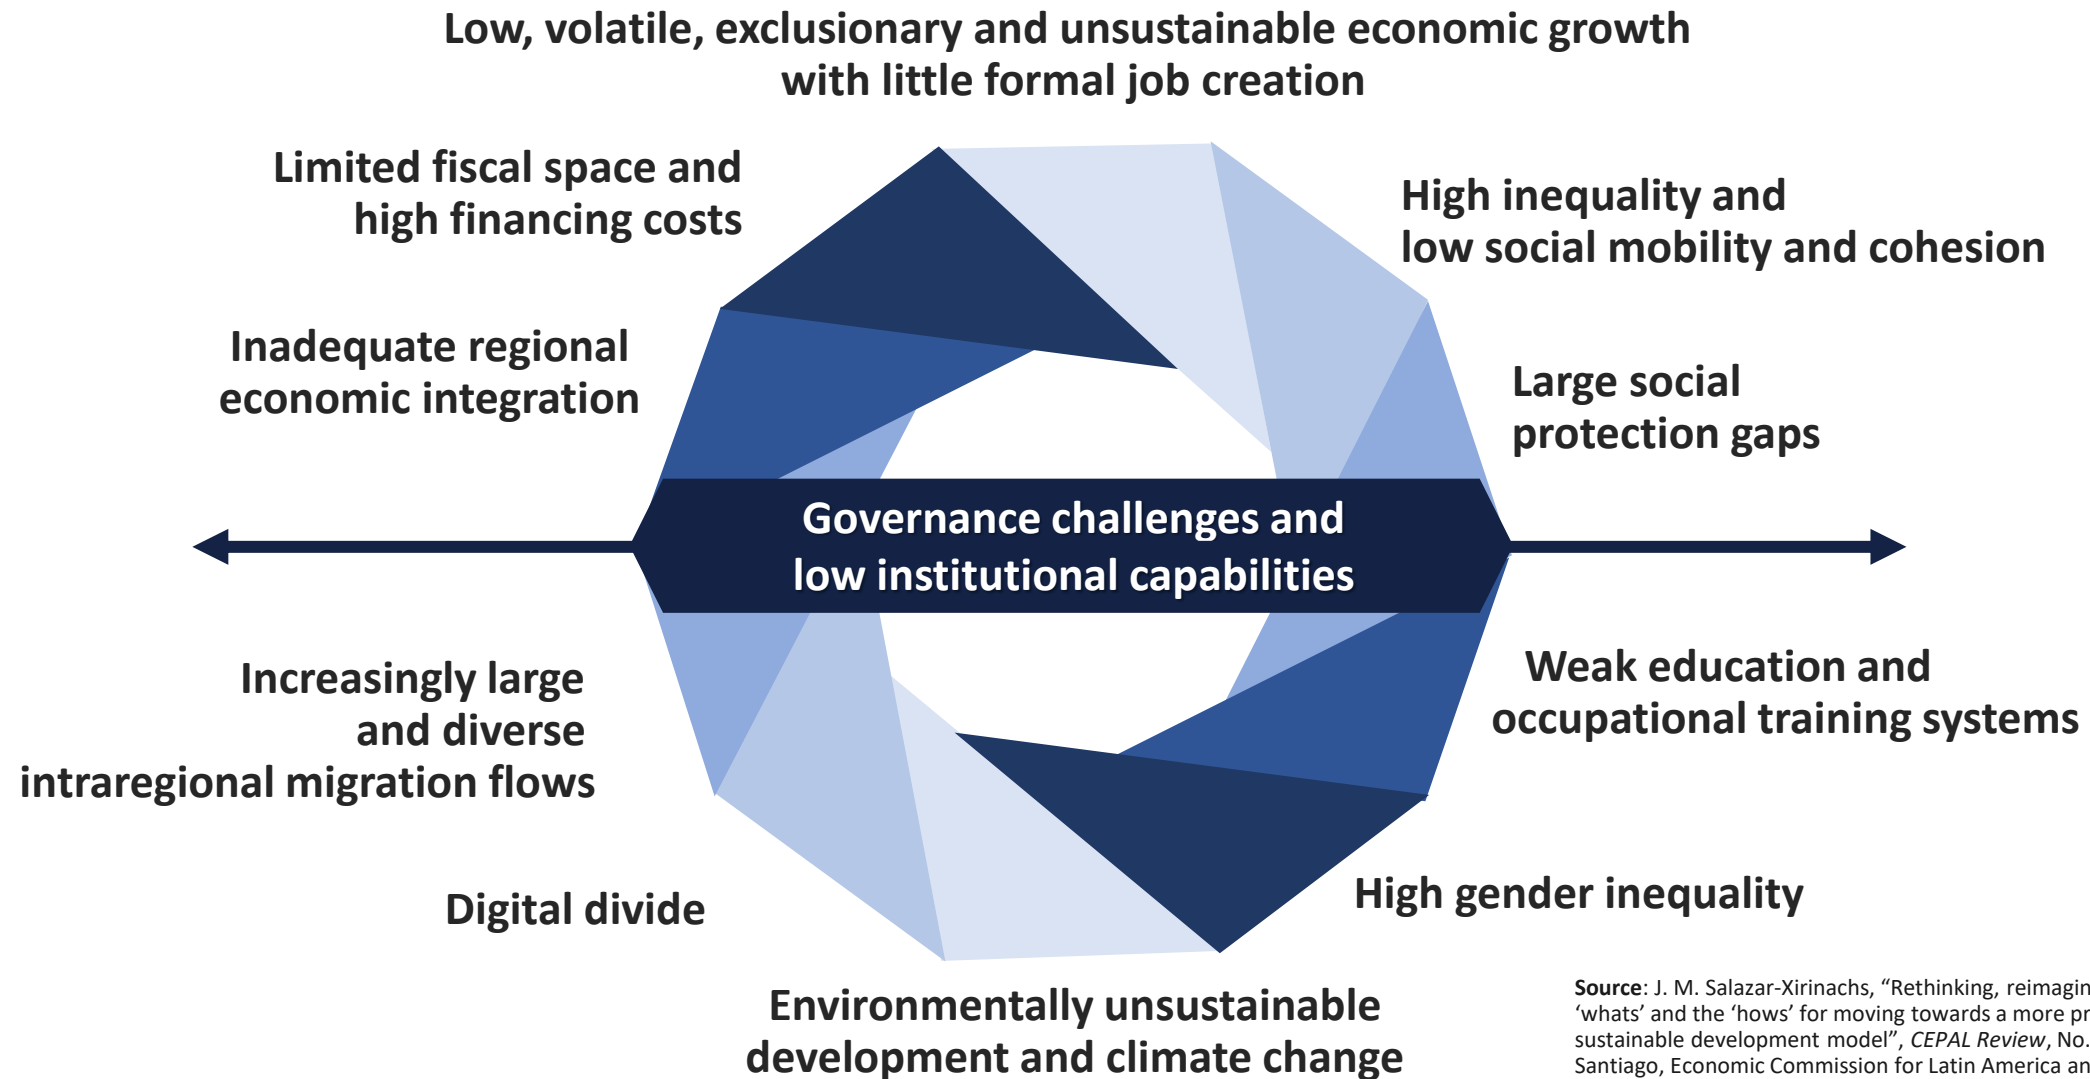 Low, volatile, exclusionary and unsustainable economic growth
with little formal job creation
Limited fiscal space and
high financing costs
High inequality and
low social mobility and cohesion
Inadequate regional
economic integration
Large social
protection gaps
Governance challenges and
low institutional capabilities
Increasingly large
and diverse
intraregional migration flows
Weak education and
occupational training systems
Digital divide
High gender inequality
Environmentally unsustainable
development and climate change
Source: J. M. Salazar-Xirinachs, “Rethinking, reimagin
‘whats’ and the ‘hows’ for moving towards a more pr
sustainable development model”, CEPAL Review, No.
Santiago, Economic Commission for Latin America an